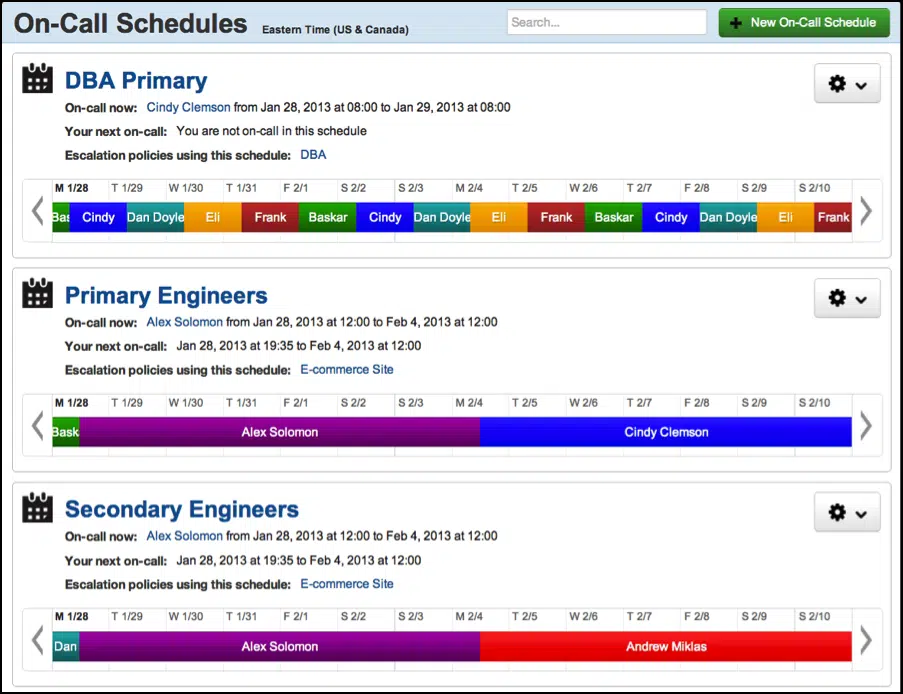 On-Call Schedules Eastern Time (US & Canada) Search... New On-Call Schedule
DBA Primary
On-call now: Cindy Clemson from Jan 28, 2013 at 08:00 to Jan 29, 2013 at 08:00
Your next on-call: You are not on-call in this schedule
Escalation policies using this schedule: DBA
M 1/28 T 1/29 W 1/30 T 1/31 F 2/1 S 2/2 S 2/3 M 2/4 T 2/5 W 2/6 T 2/7 F 2/8 S 2/9 S 2/10
Bas Cindy Dan Doyle Eli Frank Baskar Cindy Dan Doyle Eli Frank Baskar Cindy Dan Doyle Eli Frank
Primary Engineers
On-call now: Alex Solomon from Jan 28, 2013 at 12:00 to Feb 4, 2013 at 12:00
Your next on-call: Jan 28, 2013 at 19:35 to Feb 4, 2013 at 12:00
Escalation policies using this schedule: E-commerce Site
M 1/28 T 1/29 W 1/30 T 1/31 F 2/1 S 2/2 S 2/3 M 2/4 T 2/5 W 2/6 T 2/7 F 2/8 S 2/9 S 2/10
Bask Alex Solomon Cindy Clemson
Secondary Engineers
On-call now: Alex Solomon from Jan 28, 2013 at 12:00 to Feb 4, 2013 at 12:00
Your next on-call: Jan 28, 2013 at 19:35 to Feb 4, 2013 at 12:00
Escalation policies using this schedule: E-commerce Site
M 1/28 T 1/29 W 1/30 T 1/31 F 2/1 S 2/2 S 2/3 M 2/4 T 2/5 W 2/6 T 2/7 F 2/8 S 2/9 S 2/10
Dan Alex Solomon Andrew Miklas